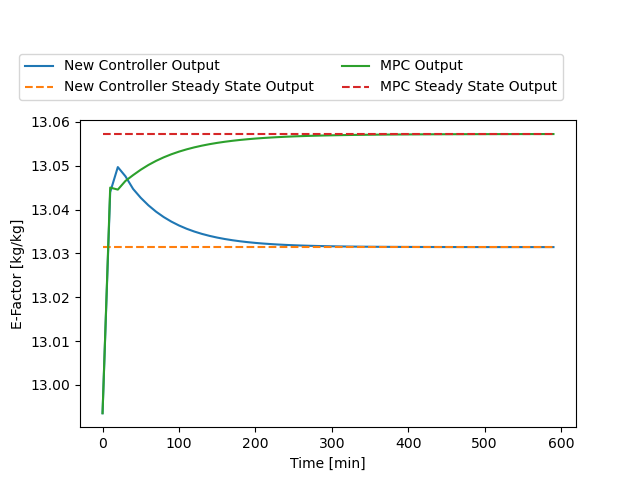 New Controller Output
New Controller Steady State Output
MPC Output
MPC Steady State Output
E-Factor [kg/kg]
13.06
13.05
13.04
13.03
13.02
13.01
13.00
0 100 200 300 400 500 600
Time [min]